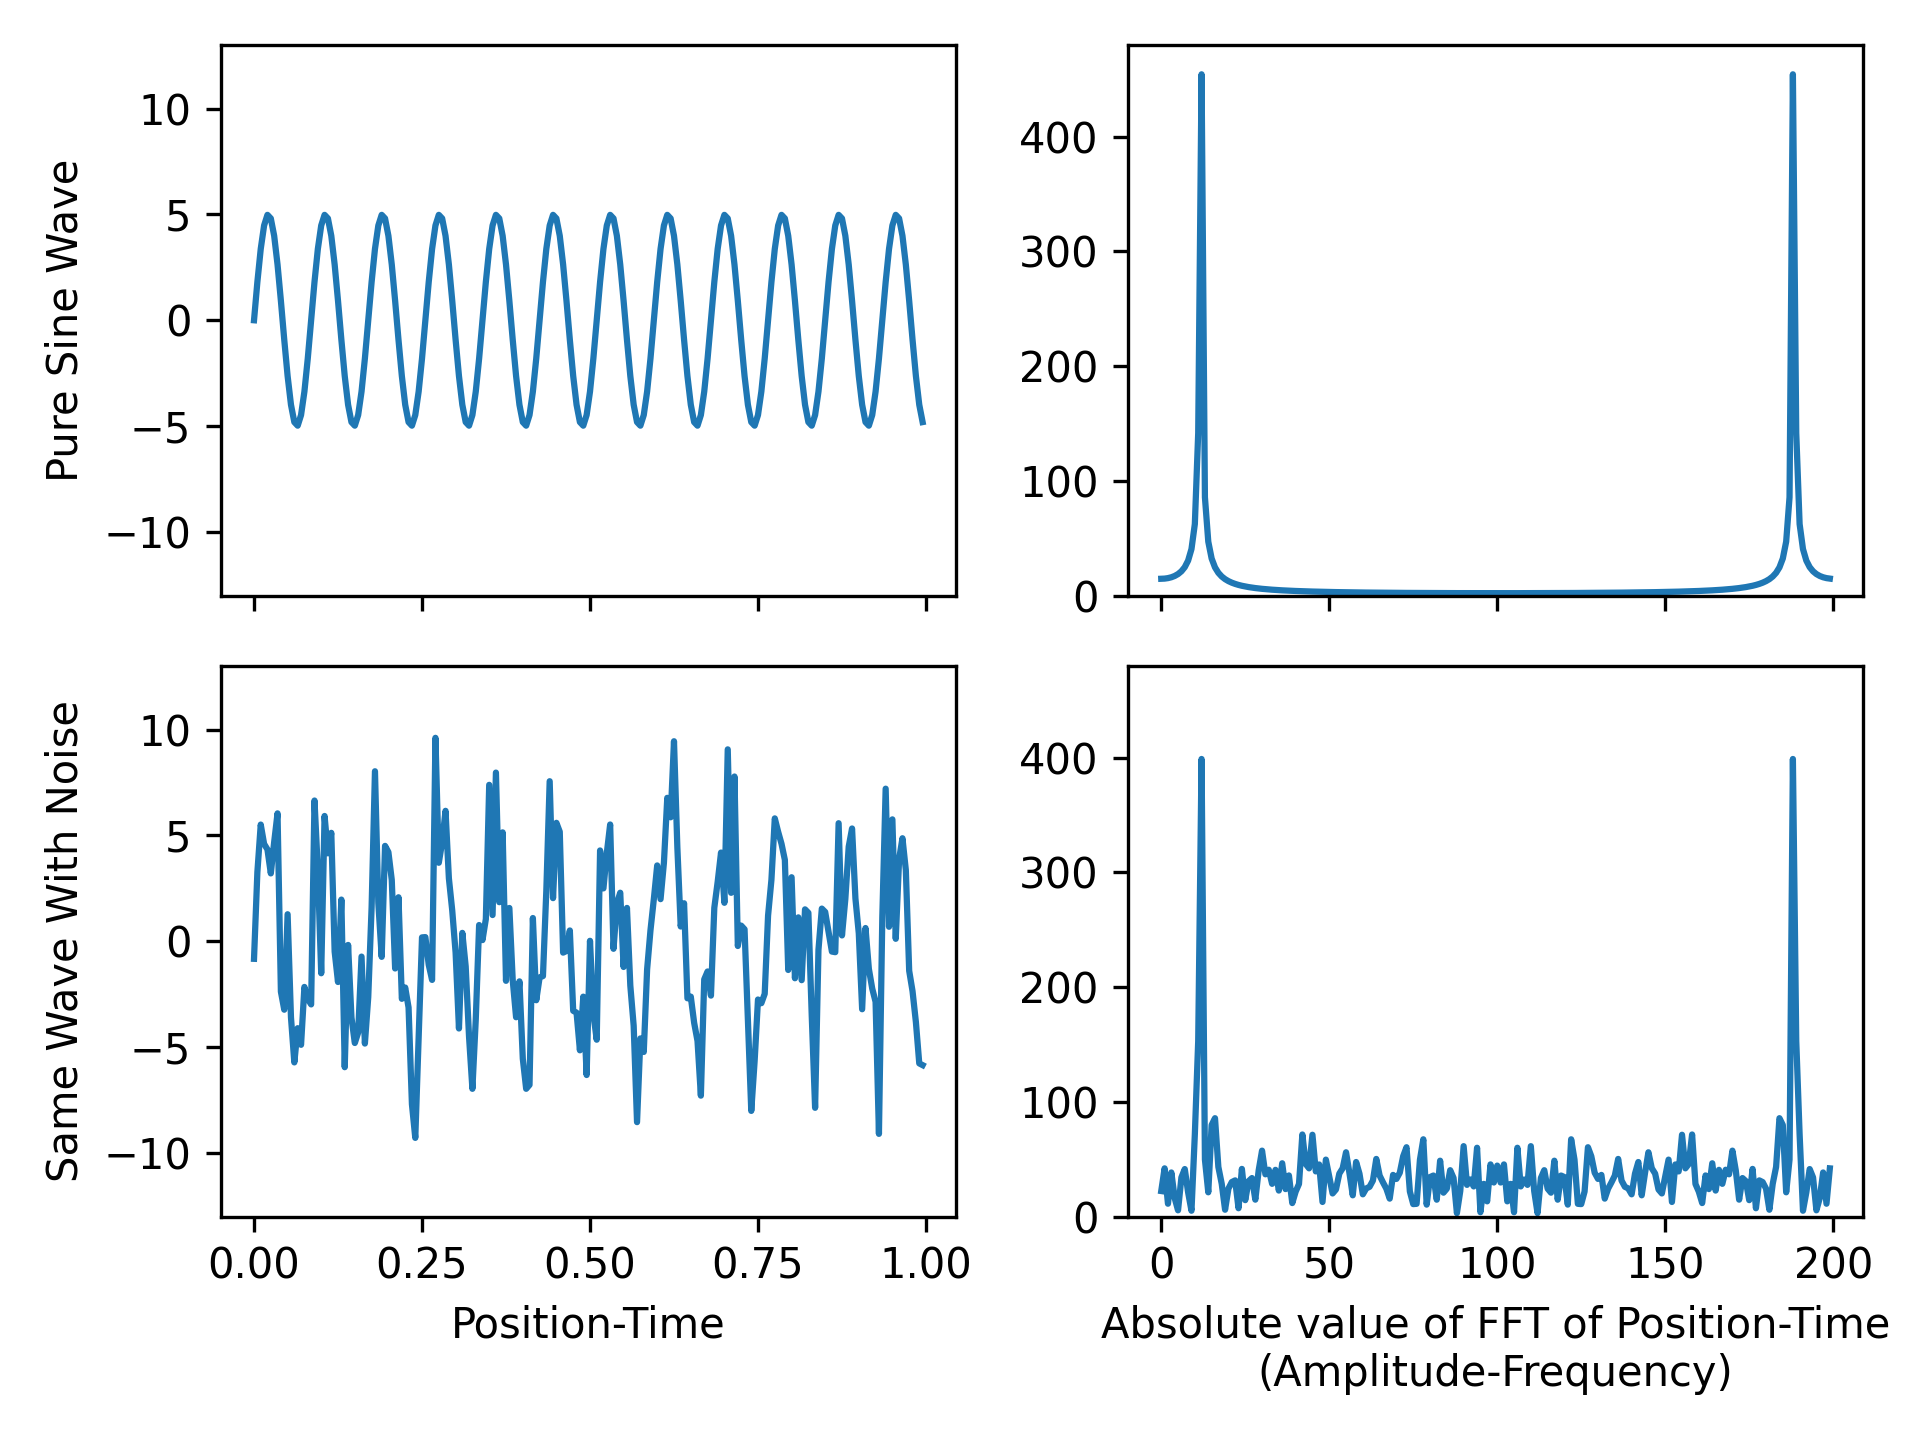 Pure Sine Wave
10
5
0
−5
−10
400
300
200
100
0
Same Wave With Noise
10
5
0
−5
−10
0.00 0.25 0.50 0.75 1.00
Position-Time
400
300
200
100
0
0 50 100 150 200
Absolute value of FFT of Position-Time
(Amplitude-Frequency)